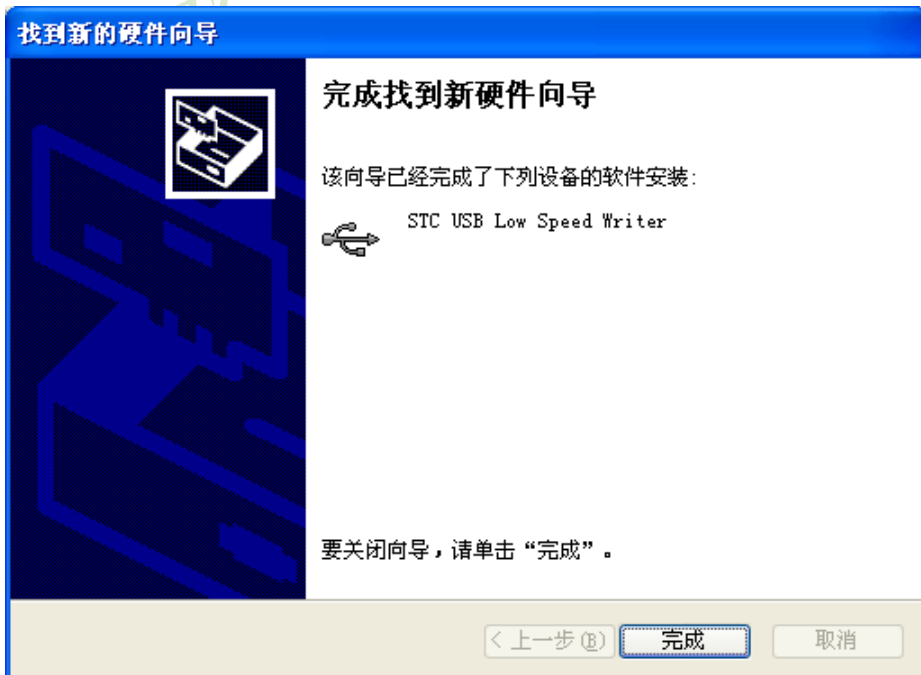 找到新的硬件向导
完成找到新硬件向导
该向导已经完成了下列设备的软件安装:
STC USB Low Speed Writer
要关闭向导，请单击“完成”。
< 上一步(B) 完成 取消